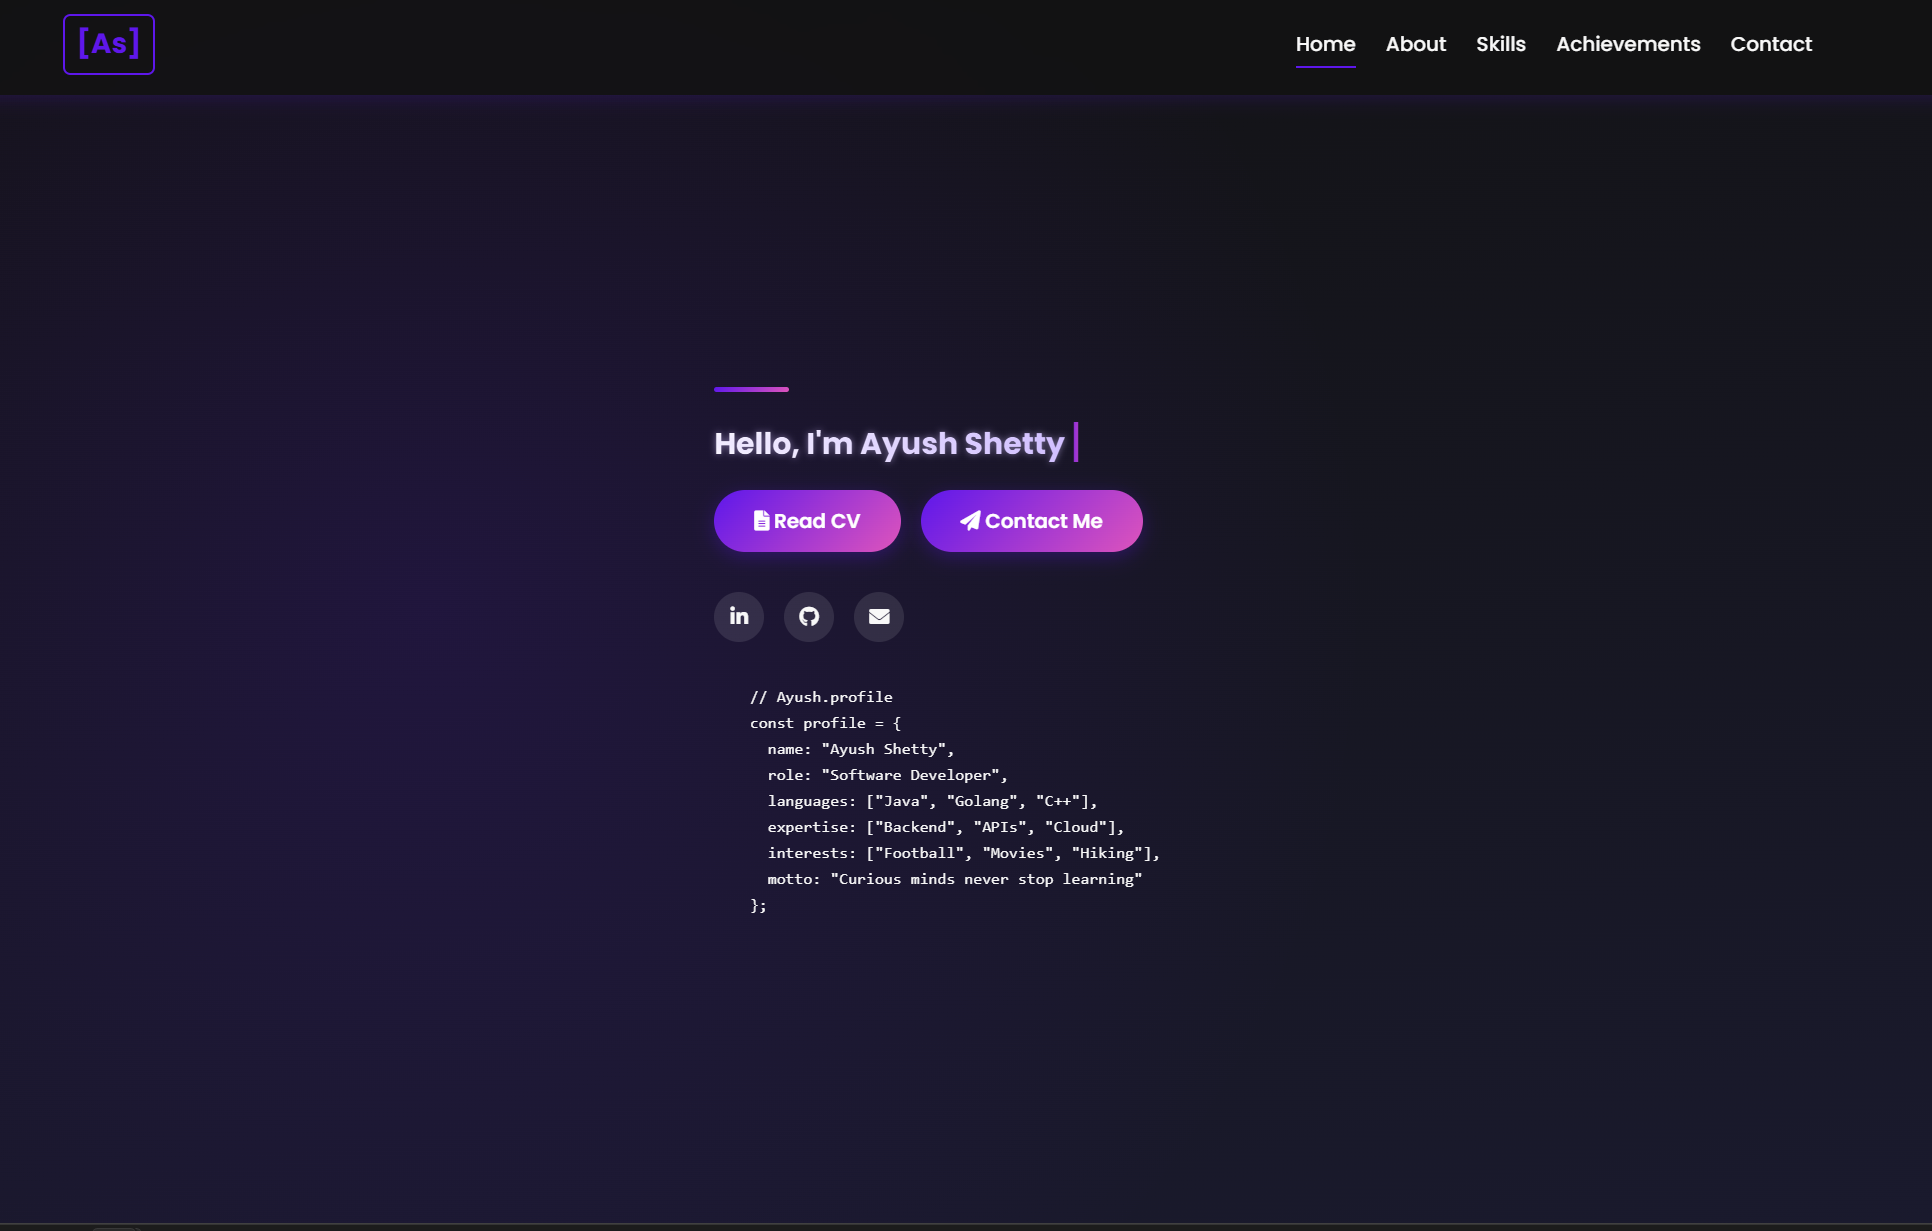 [As]
Home About Skills Achievements Contact
Hello, I'm Ayush Shetty
Read CV Contact Me
in
// Ayush.profile
const profile = {
  name: "Ayush Shetty",
  role: "Software Developer",
  languages: ["Java", "Golang", "C++"],
  expertise: ["Backend", "APIs", "Cloud"],
  interests: ["Football", "Movies", "Hiking"],
  motto: "Curious minds never stop learning"
};